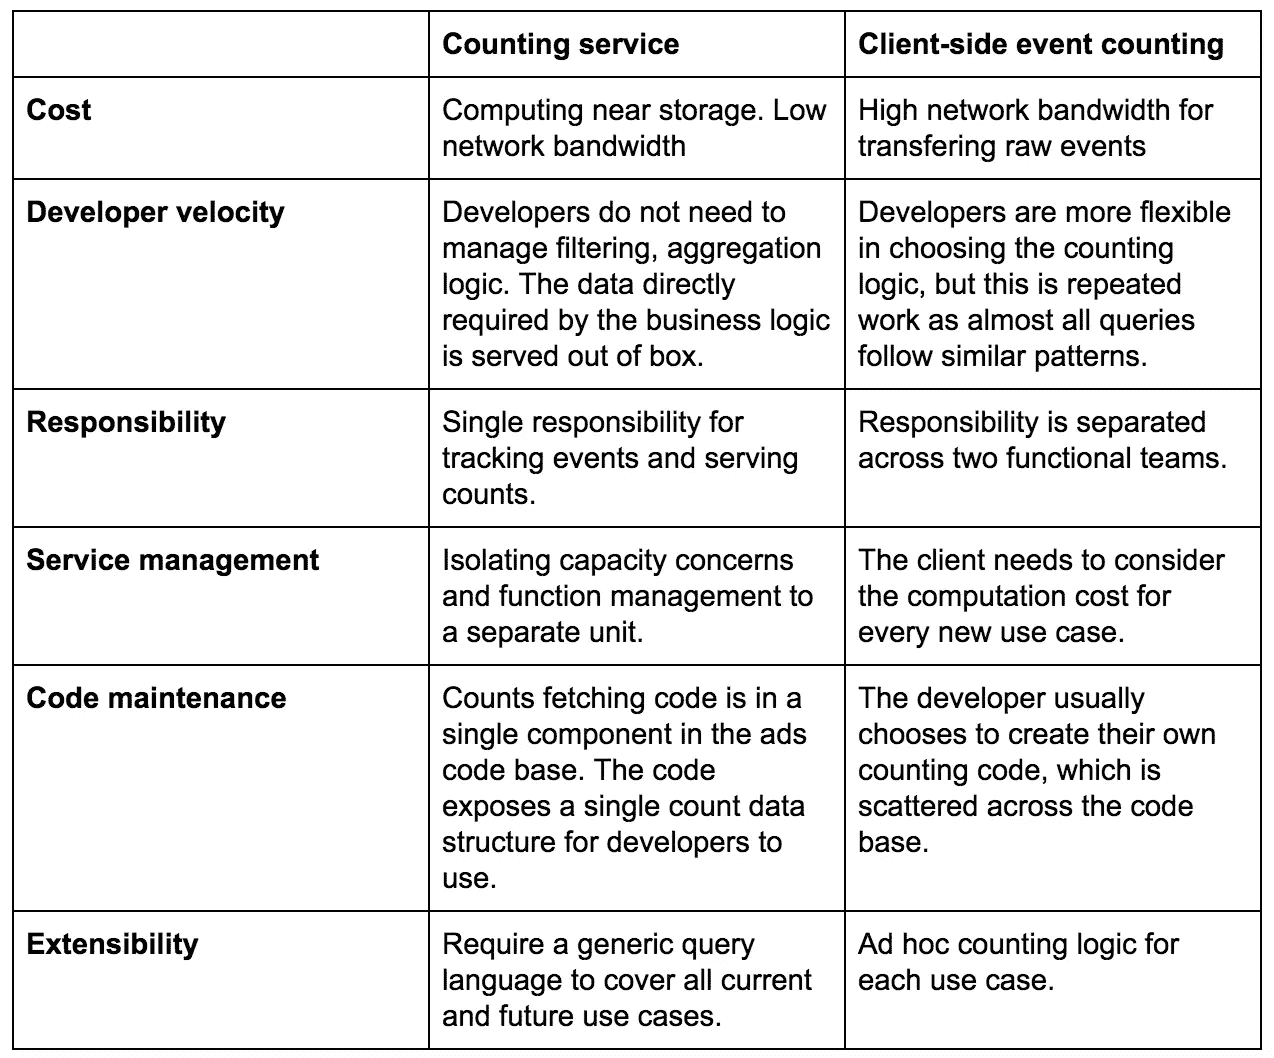 Counting service
Client-side event counting
Cost
Computing near storage. Low
network bandwidth
High network bandwidth for
transfering raw events
Developer velocity
Developers do not need to
manage filtering, aggregation
logic. The data directly
required by the business logic
is served out of box.
Developers are more flexible
in choosing the counting
logic, but this is repeated
work as almost all queries
follow similar patterns.
Responsibility
Single responsibility for
tracking events and serving
counts.
Responsibility is separated
across two functional teams.
Service management
Isolating capacity concerns
and function management to
a separate unit.
The client needs to consider
the computation cost for
every new use case.
Code maintenance
Counts fetching code is in a
single component in the ads
code base. The code
exposes a single count data
structure for developers to
use.
The developer usually
chooses to create their own
counting code, which is
scattered across the code
base.
Extensibility
Require a generic query
language to cover all current
and future use cases.
Ad hoc counting logic for
each use case.